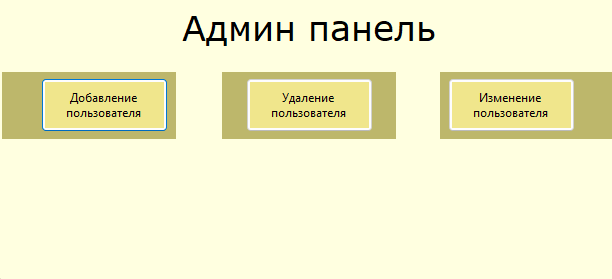 Админ панель
Добавление
пользователя
Удаление
пользователя
Изменение
пользователя